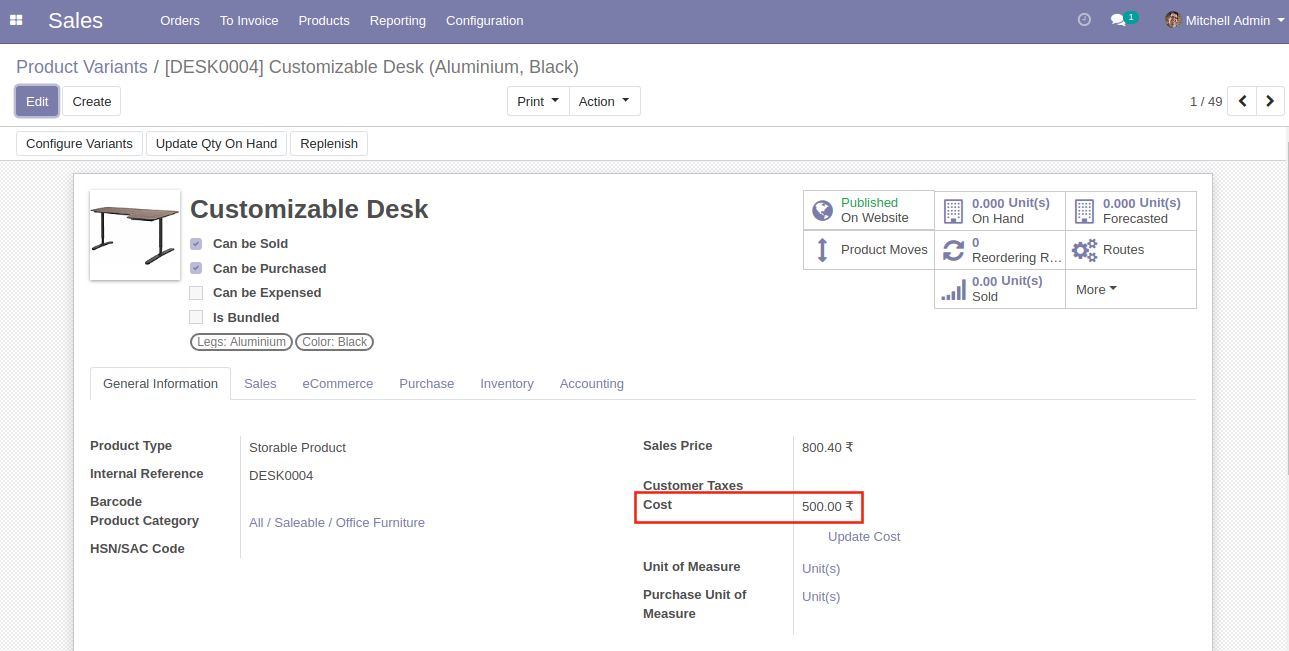 Sales Orders To Invoice Products Reporting Configuration 1 Mitchell Admin
Product Variants / [DESK0004] Customizable Desk (Aluminium, Black)
Edit Create Print Action 1 / 49
Configure Variants Update Qty On Hand Replenish
Customizable Desk
Can be Sold
Can be Purchased
Can be Expensed
Is Bundled
Legs: Aluminium Color: Black
Published
On Website
0.000 Unit(s)
On Hand
0.000 Unit(s)
Forecasted
Product Moves
0
Reordering R...
Routes
0.00 Unit(s)
Sold
More
General Information Sales eCommerce Purchase Inventory Accounting
Product Type Storable Product
Internal Reference DESK0004
Barcode
Product Category All / Saleable / Office Furniture
HSN/SAC Code
Sales Price 800.40 ₹
Customer Taxes
Cost 500.00 ₹
Update Cost
Unit of Measure Unit(s)
Purchase Unit of Unit(s)
Measure